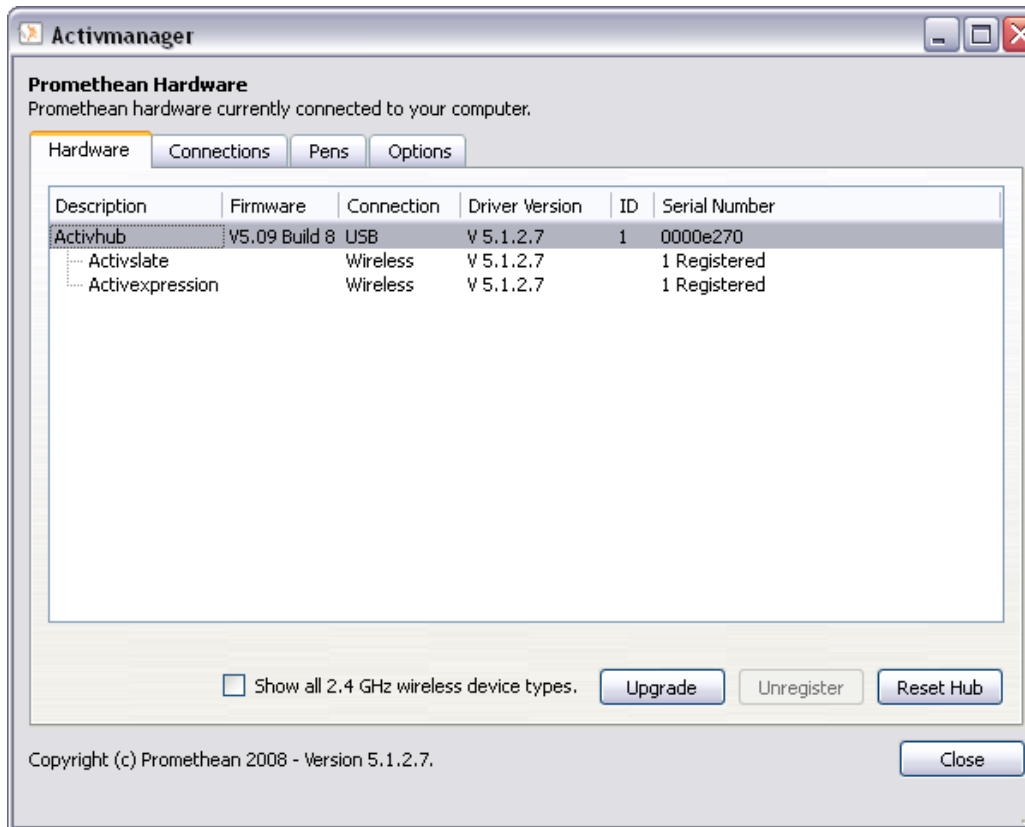 Activmanager
Promethean Hardware
Promethean hardware currently connected to your computer.
Hardware Connections Pens Options
Description Firmware Connection Driver Version ID Serial Number
Activhub V5.09 Build 8 USB V 5.1.2.7 1 0000e270
Activslate Wireless V 5.1.2.7 1 Registered
Activexpression Wireless V 5.1.2.7 1 Registered
Show all 2.4 GHz wireless device types. Upgrade Unregister Reset Hub
Copyright (c) Promethean 2008 - Version 5.1.2.7. Close